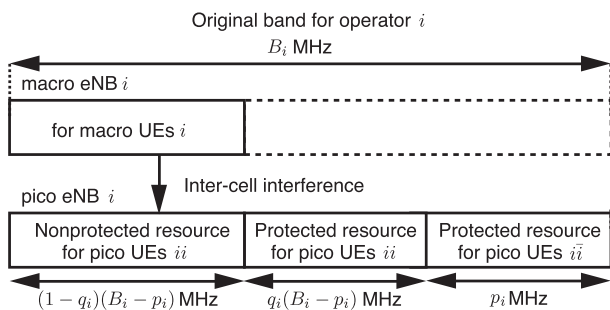 Original band for operator i
B_i MHz
macro eNB i
for macro UEs i
Inter-cell interference
pico eNB i
Nonprotected resource
for pico UEs ii
Protected resource
for pico UEs ii
Protected resource
for pico UEs iī
(1 − q_i)(B_i − p_i) MHz
q_i(B_i − p_i) MHz
p_i MHz